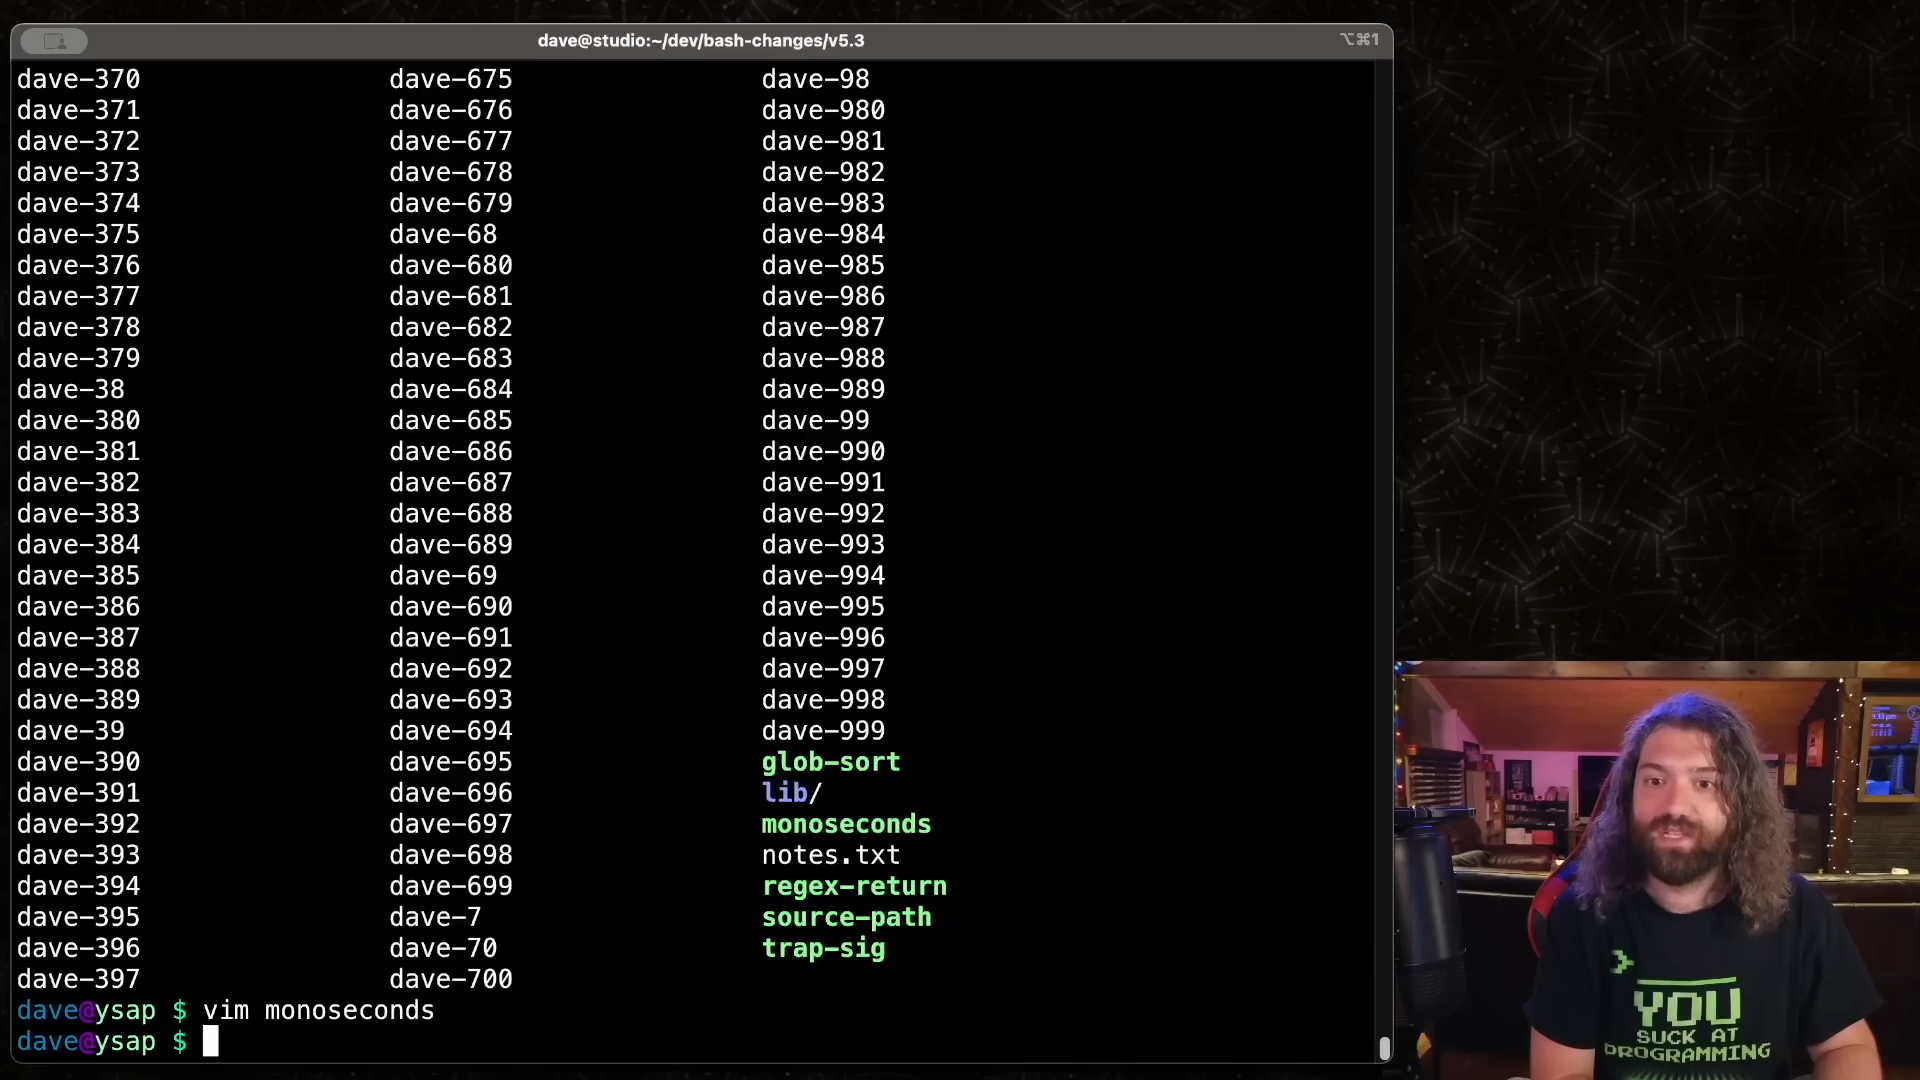 dave@studio:~/dev/bash-changes/v5.3 ⌥⌘1
dave-370 dave-675 dave-98
dave-371 dave-676 dave-980
dave-372 dave-677 dave-981
dave-373 dave-678 dave-982
dave-374 dave-679 dave-983
dave-375 dave-68 dave-984
dave-376 dave-680 dave-985
dave-377 dave-681 dave-986
dave-378 dave-682 dave-987
dave-379 dave-683 dave-988
dave-38 dave-684 dave-989
dave-380 dave-685 dave-99
dave-381 dave-686 dave-990
dave-382 dave-687 dave-991
dave-383 dave-688 dave-992
dave-384 dave-689 dave-993
dave-385 dave-69 dave-994
dave-386 dave-690 dave-995
dave-387 dave-691 dave-996
dave-388 dave-692 dave-997
dave-389 dave-693 dave-998
dave-39 dave-694 dave-999
dave-390 dave-695 glob-sort
dave-391 dave-696 lib/
dave-392 dave-697 monoseconds
dave-393 dave-698 notes.txt
dave-394 dave-699 regex-return
dave-395 dave-7 source-path
dave-396 dave-70 trap-sig
dave-397 dave-700
dave@ysap $ vim monoseconds
dave@ysap $
YOU
SUCK AT
PROGRAMMING